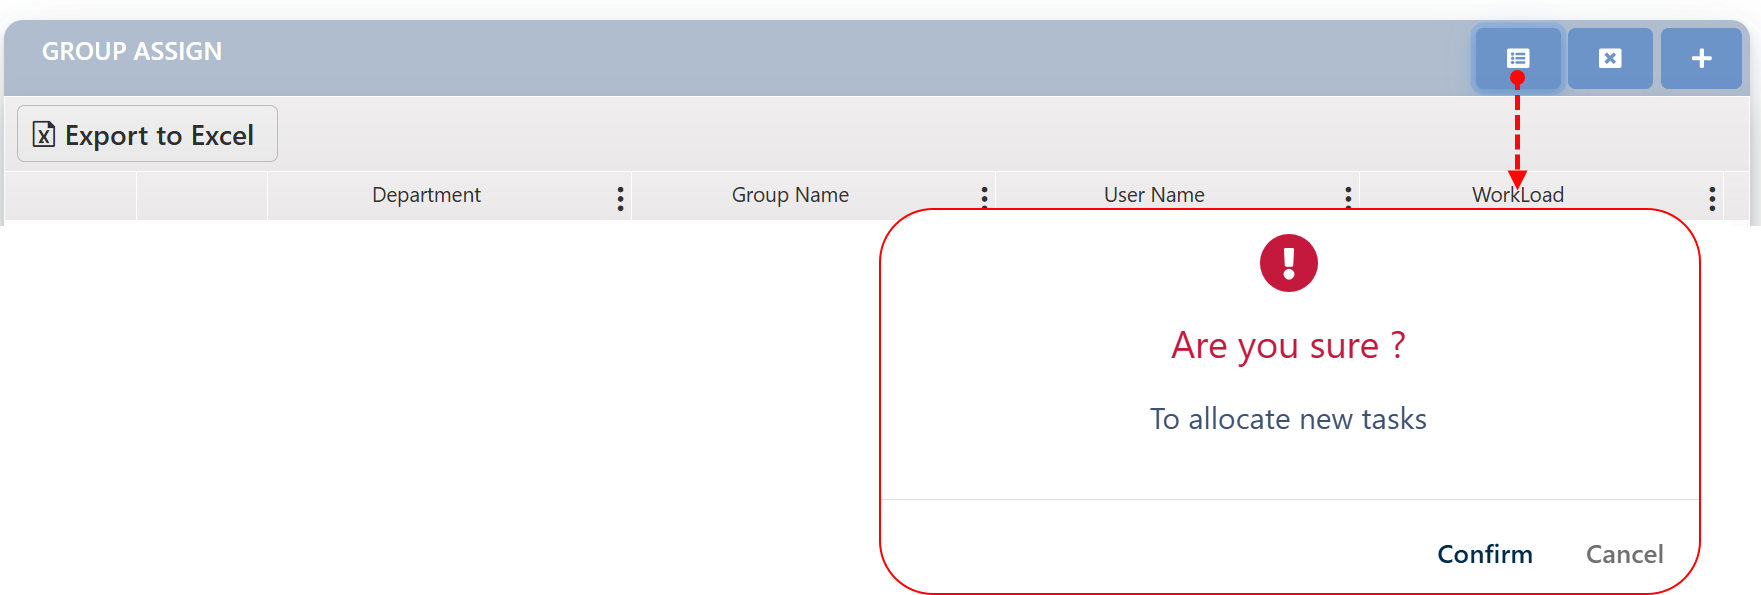 GROUP ASSIGN
Export to Excel
Department Group Name User Name WorkLoad
Are you sure ?
To allocate new tasks
Confirm Cancel